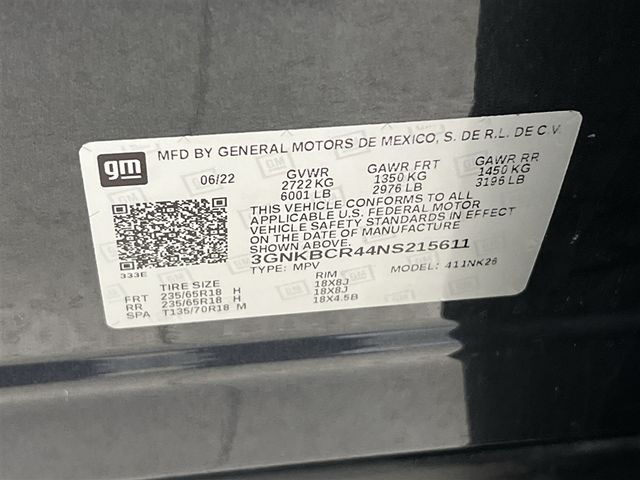 gm
MFD BY GENERAL MOTORS DE MEXICO, S. DE R.L. DE C.V.
06/22 GVWR GAWR FRT GAWR RR
2722 KG 1350 KG 1450 KG
6001 LB 2976 LB 3196 LB
THIS VEHICLE CONFORMS TO ALL
APPLICABLE U.S. FEDERAL MOTOR
VEHICLE SAFETY STANDARDS IN EFFECT
ON THE DATE OF MANUFACTURE
SHOWN ABOVE.
3GNKBCR44NS215611
333E TYPE: MPV MODEL: 411NK26
TIRE SIZE RIM
FRT 235/65R18 H 18X8J
RR 235/65R18 H 18X8J
SPA T135/70R18 M 18X4.5B